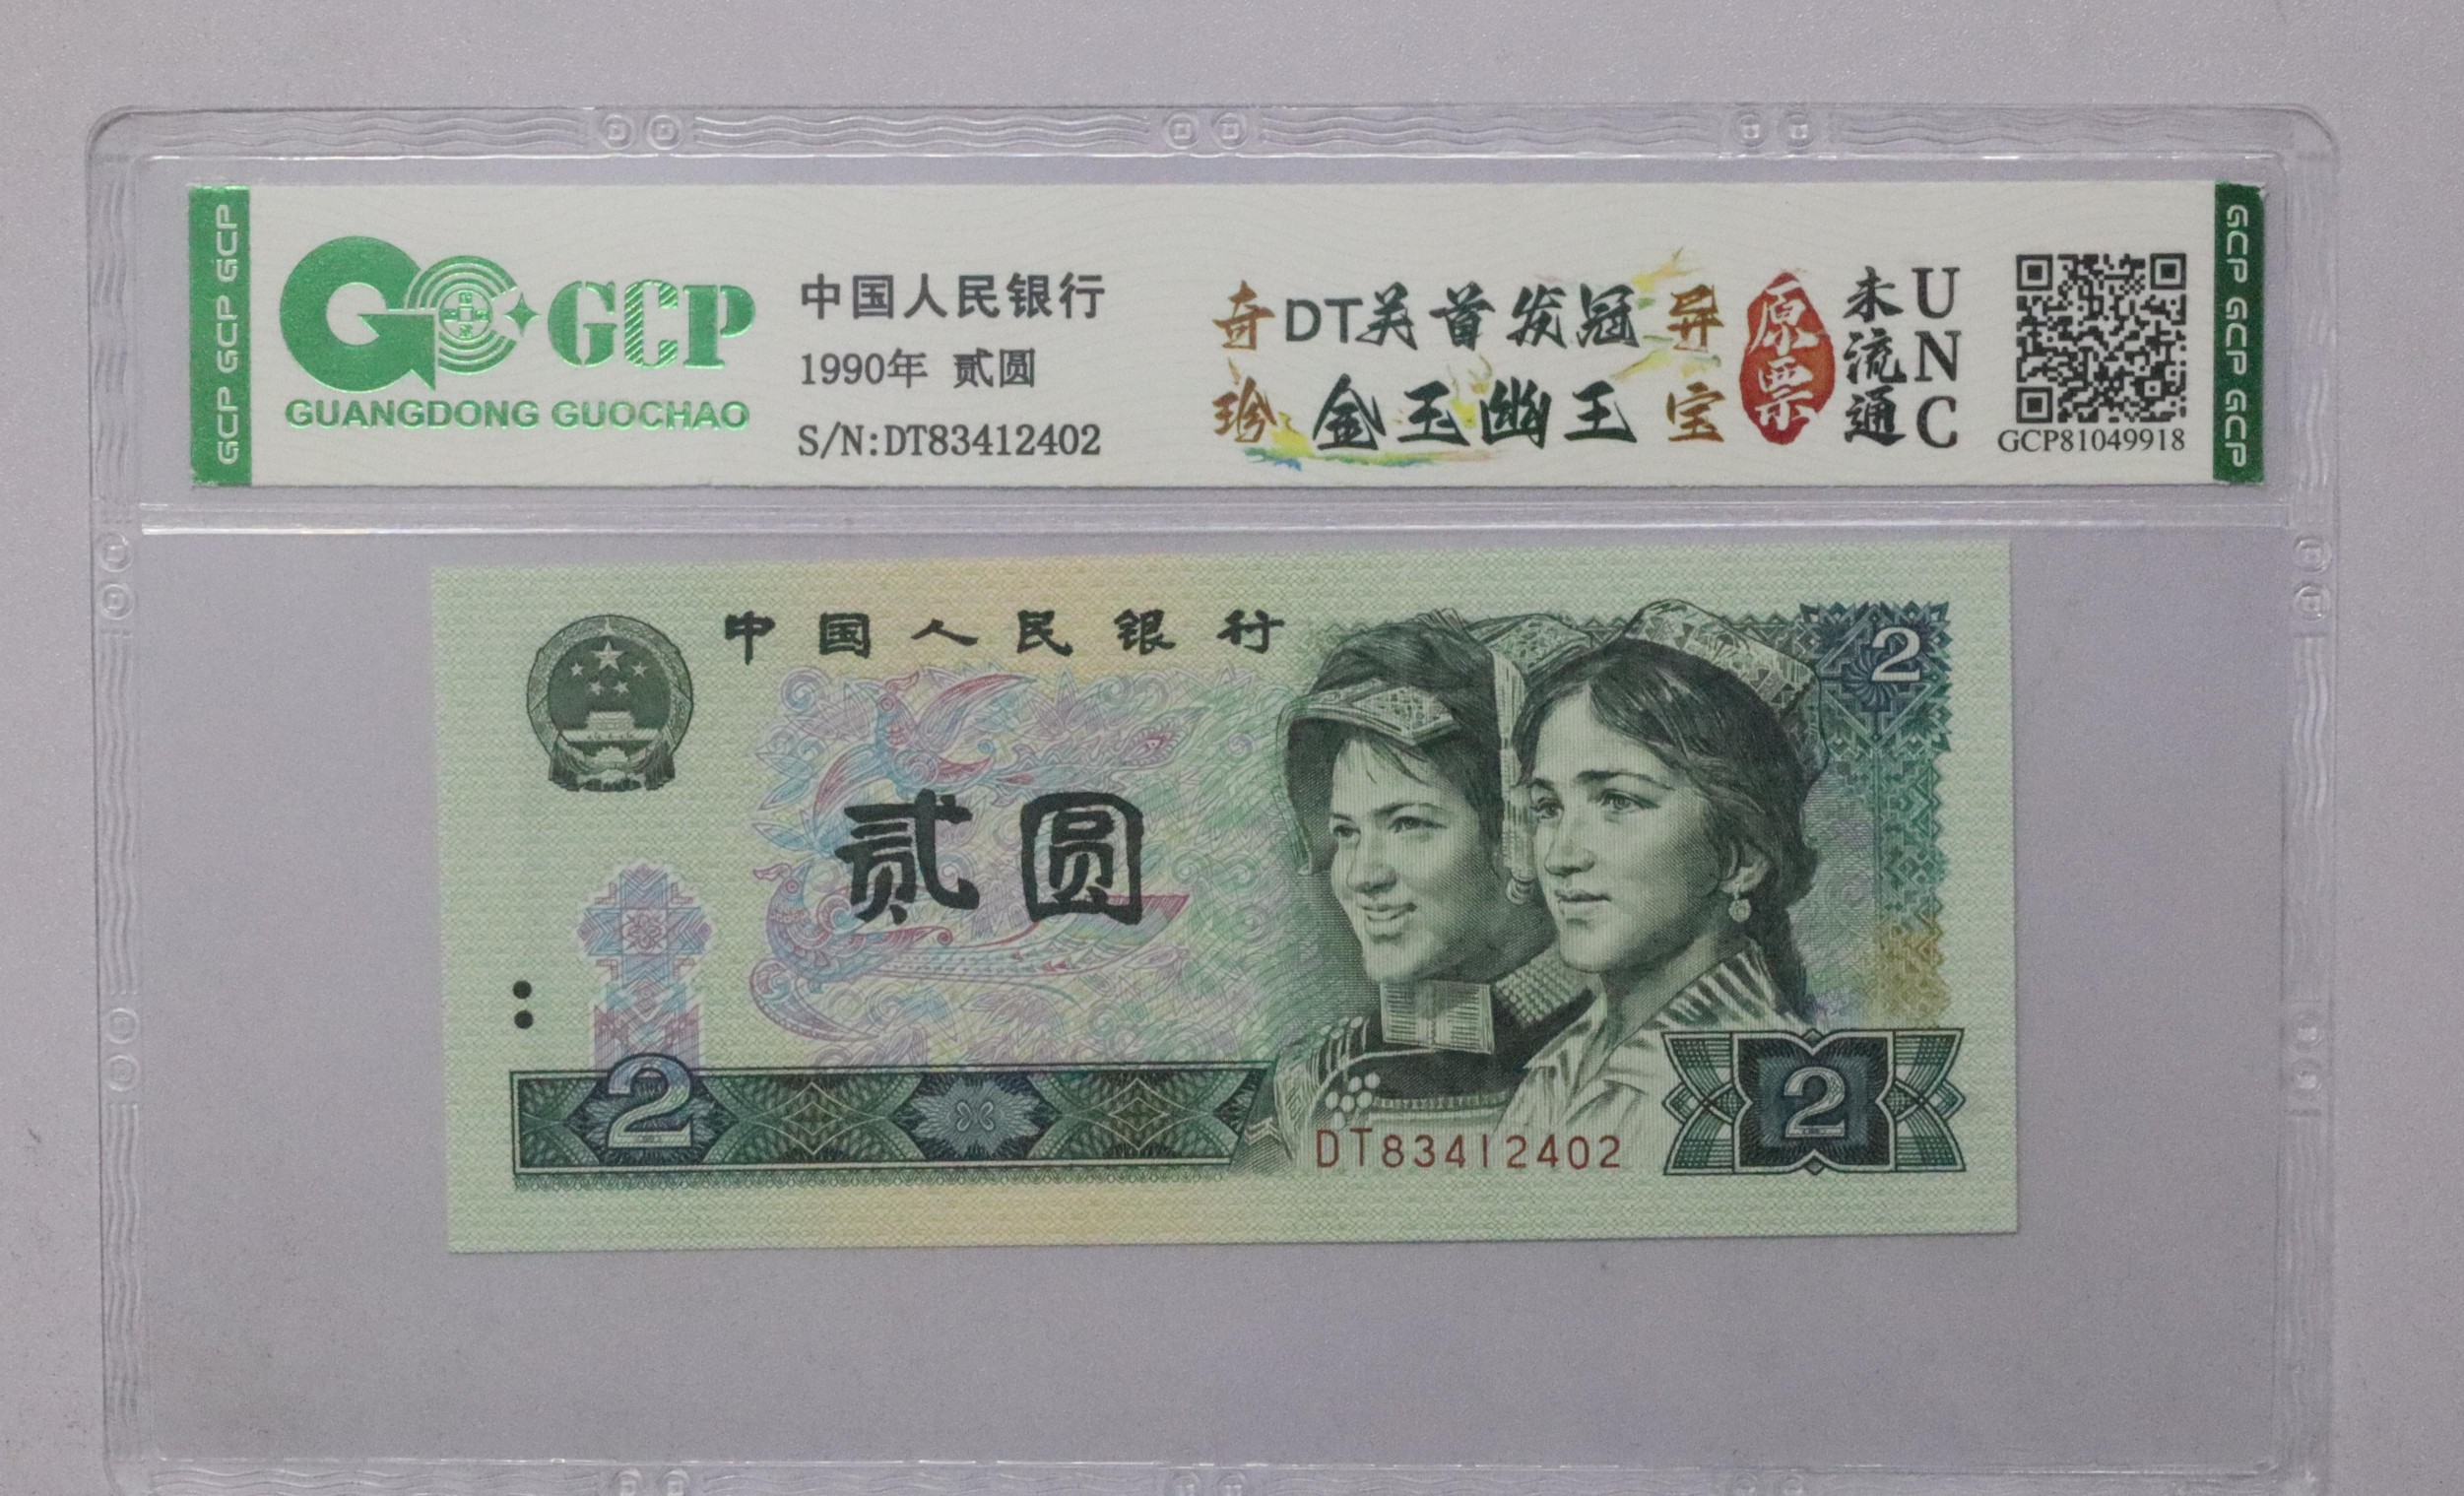 GCP GCP GCP
GCP
GUANGDONG GUOCHAO
中国人民银行
1990年 贰圆
S/N:DT83412402
奇珍
DT关首发冠
金玉幽王
异宝
原票
未流通
UNC
GCP81049918
GCP GCP GCP
中国人民银行
2
贰圆
2
DT83412402
2